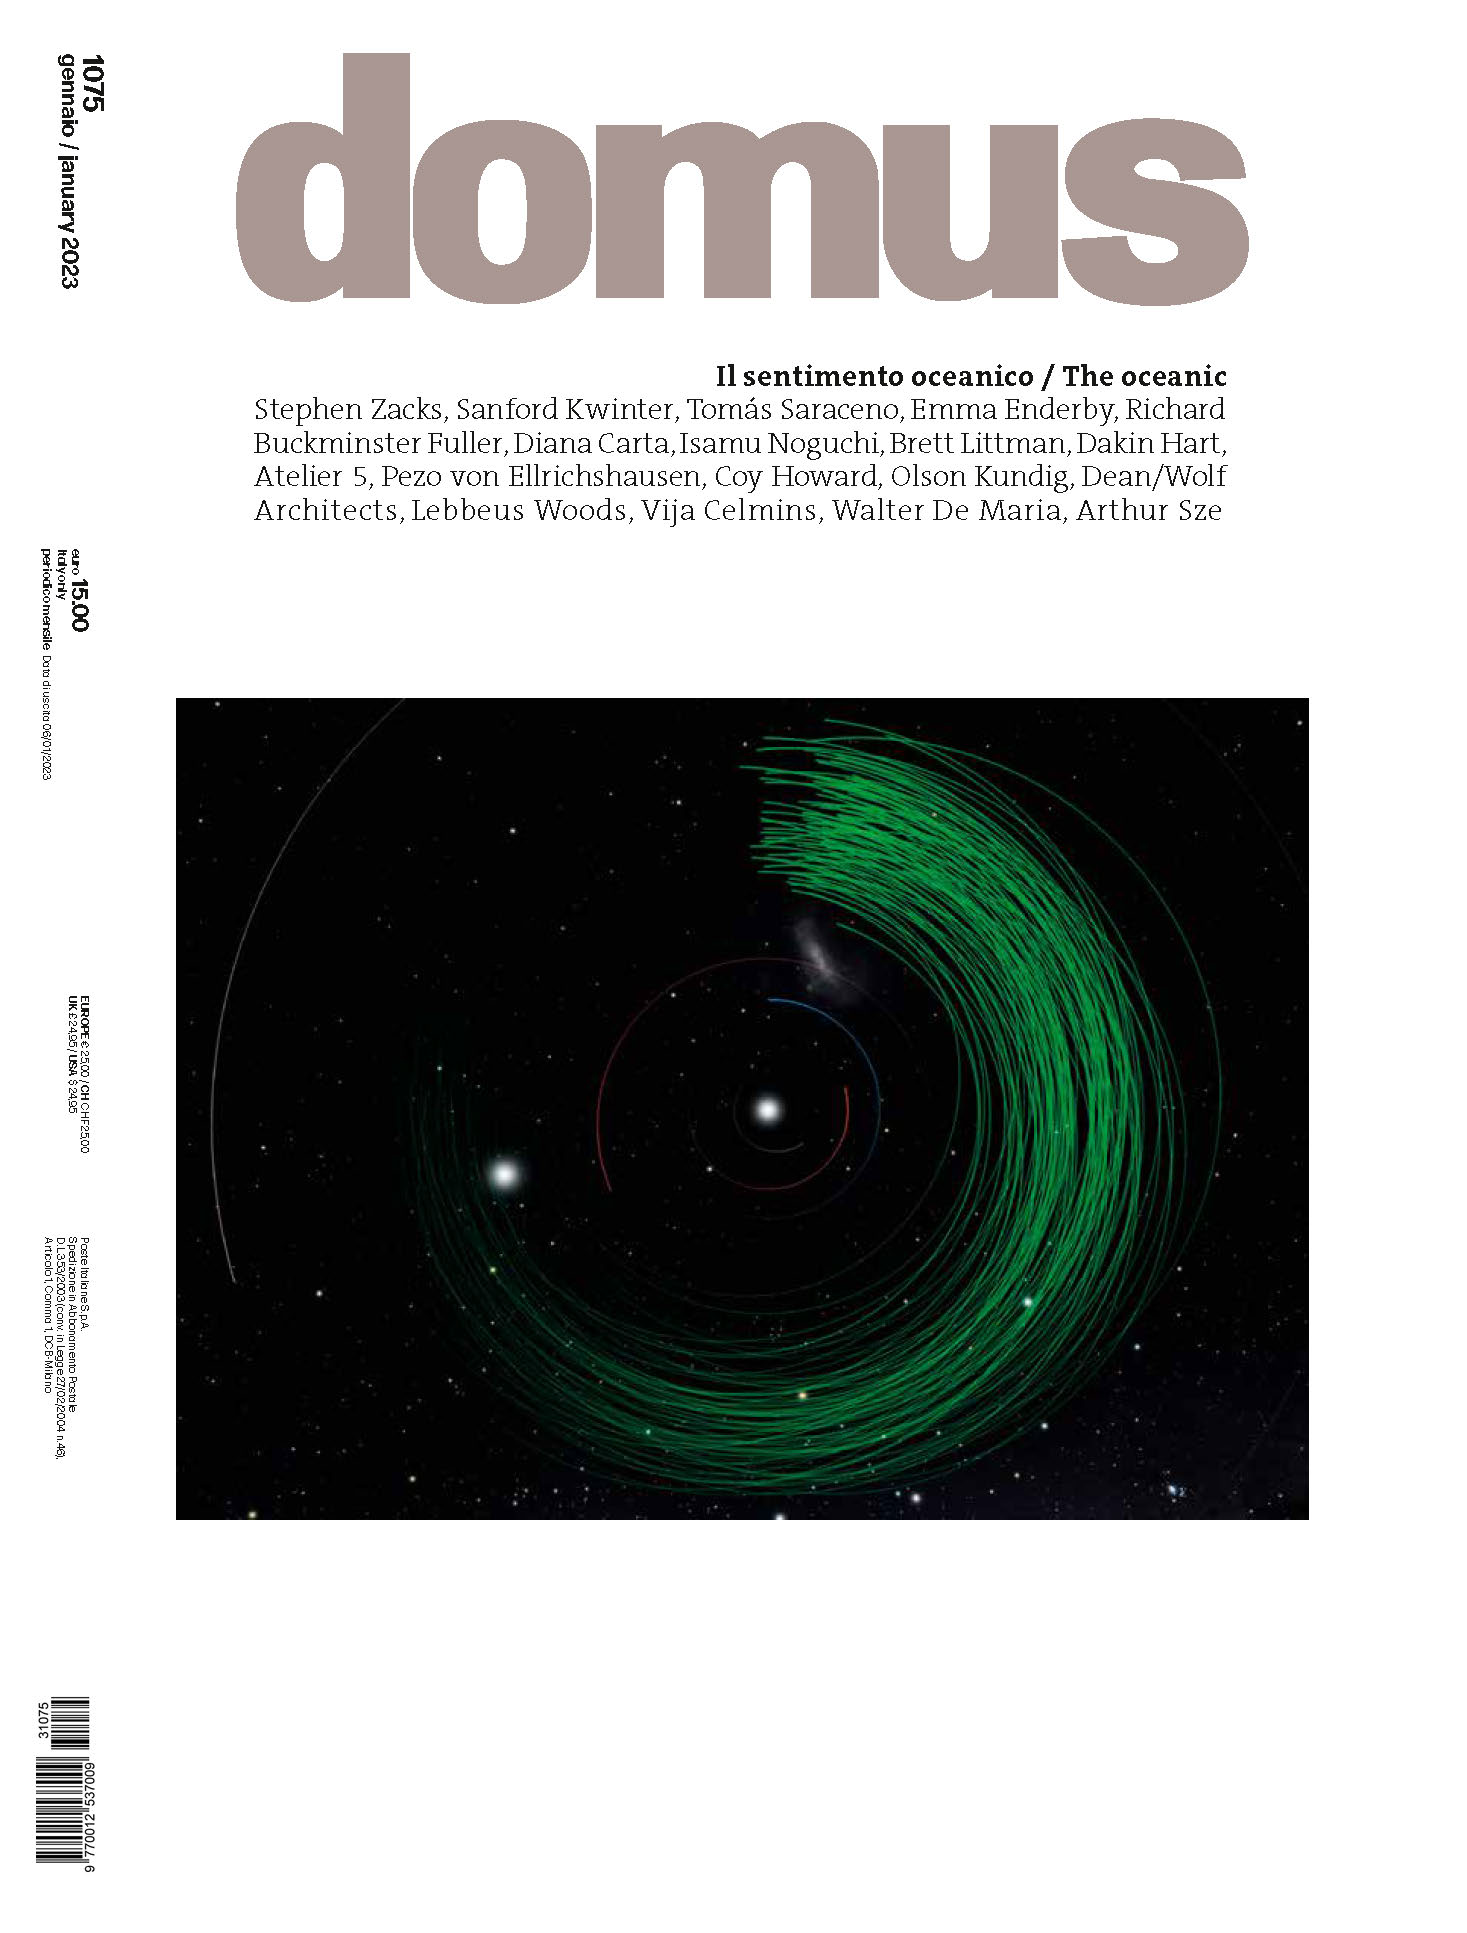 domus
1075
gennaio / january 2023
Il sentimento oceanico / The oceanic
Stephen Zacks, Sanford Kwinter, Tomás Saraceno, Emma Enderby, Richard
Buckminster Fuller, Diana Carta, Isamu Noguchi, Brett Littman, Dakin Hart,
Atelier 5, Pezo von Ellrichshausen, Coy Howard, Olson Kundig, Dean/Wolf
Architects, Lebbeus Woods, Vija Celmins, Walter De Maria, Arthur Sze
euro 15.00
Italy only
periodico mensile Data di uscita 06/01/2023
EUROPE € 25,00 / CH CHF 25,00
UK £ 24,95 / USA $ 24,95
Poste Italiane S.p.A.
Spedizione in Abbonamento Postale
D.L. 353/2003 (conv. in Legge 27/02/2004 n. 46),
Articolo 1, Comma 1, DCB-Milano
31075
9 770012 537009